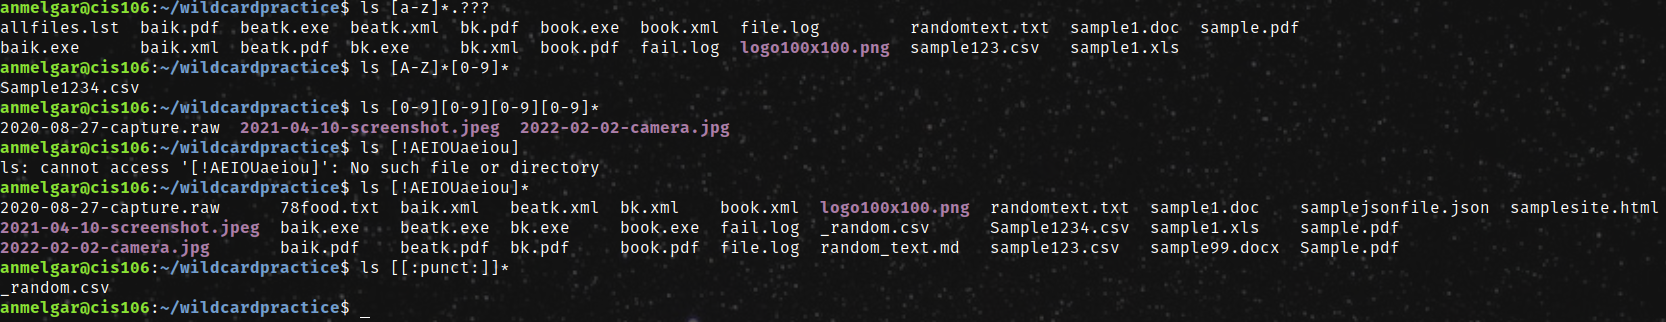 anmelgar@cis106:~/wildcardpractice$ ls [a-z]*.???
allfiles.lst  baik.pdf  beatk.exe  beatk.xml  bk.pdf  book.exe  book.xml  file.log         randomtext.txt  sample1.doc  sample.pdf
baik.exe      baik.xml  beatk.pdf  bk.exe     bk.xml  book.pdf  fail.log  logo100x100.png  sample123.csv   sample1.xls
anmelgar@cis106:~/wildcardpractice$ ls [A-Z]*[0-9]*
Sample1234.csv
anmelgar@cis106:~/wildcardpractice$ ls [0-9][0-9][0-9][0-9]*
2020-08-27-capture.raw  2021-04-10-screenshot.jpeg  2022-02-02-camera.jpg
anmelgar@cis106:~/wildcardpractice$ ls [!AEIOUaeiou]
ls: cannot access '[!AEIOUaeiou]': No such file or directory
anmelgar@cis106:~/wildcardpractice$ ls [!AEIOUaeiou]*
2020-08-27-capture.raw      78food.txt  baik.xml   beatk.xml  bk.xml    book.xml  logo100x100.png  randomtext.txt  sample1.doc    samplejsonfile.json  samplesite.html
2021-04-10-screenshot.jpeg  baik.exe    beatk.exe  bk.exe     book.exe  fail.log  _random.csv      Sample1234.csv  sample1.xls    sample.pdf
2022-02-02-camera.jpg       baik.pdf    beatk.pdf  bk.pdf     book.pdf  file.log  random_text.md   sample123.csv   sample99.docx  Sample.pdf
anmelgar@cis106:~/wildcardpractice$ ls [[:punct:]]*
_random.csv
anmelgar@cis106:~/wildcardpractice$ _